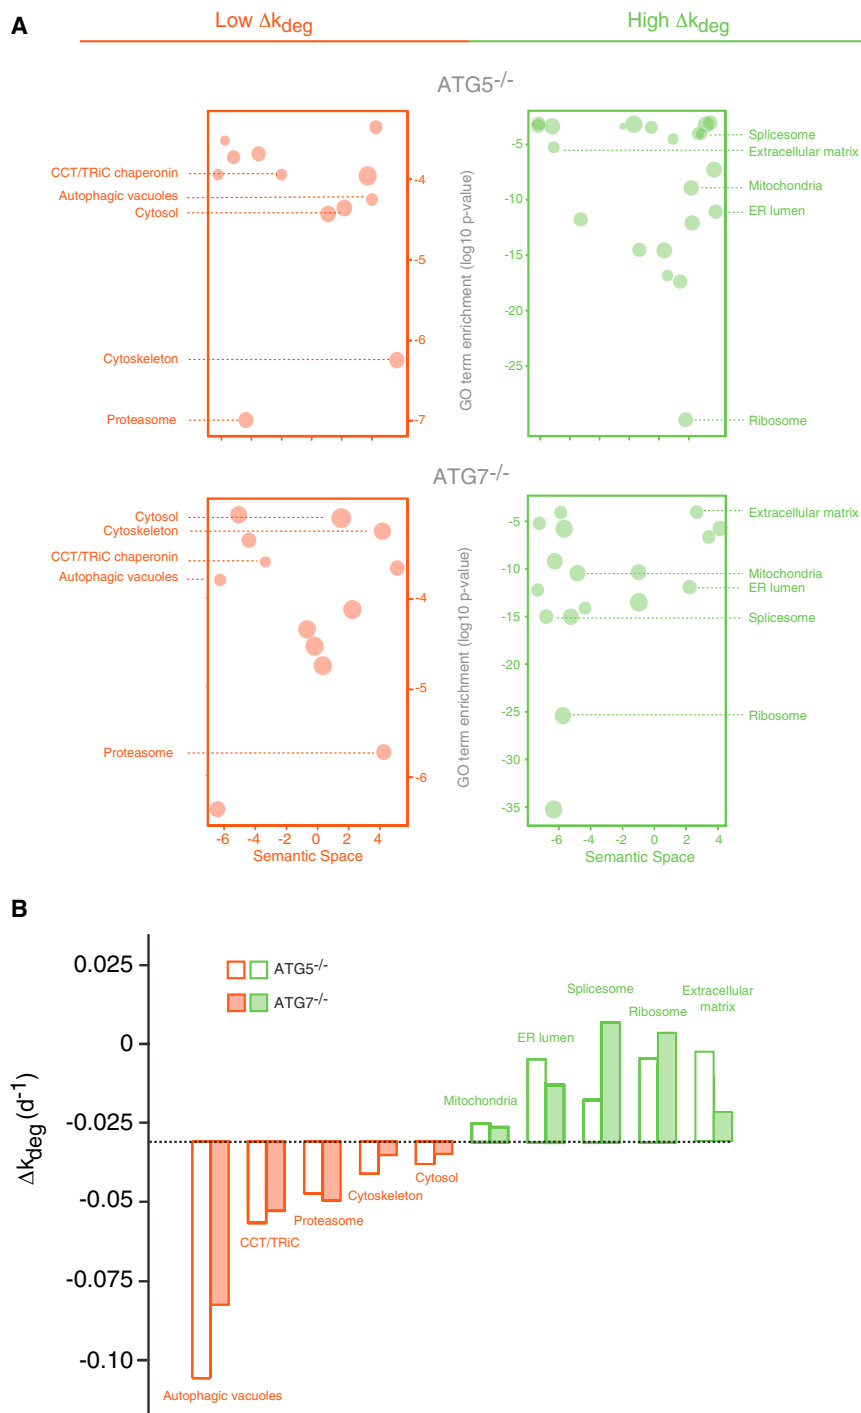 A
Low Δkdeg
High Δkdeg
ATG5-/-
CCT/TRiC chaperonin
Autophagic vacuoles
Cytosol
Cytoskeleton
Proteasome
-4
-5
-6
-7
GO term enrichment (log10 p-value)
-5
-10
-15
-20
-25
Splicesome
Extracellular matrix
Mitochondria
ER lumen
Ribosome
ATG7-/-
Cytosol
Cytoskeleton
CCT/TRiC chaperonin
Autophagic vacuoles
Proteasome
-4
-5
-6
-6 -4 -2 0 2 4
Semantic Space
GO term enrichment (log10 p-value)
-5
-10
-15
-20
-25
-30
-35
Extracellular matrix
Mitochondria
ER lumen
Splicesome
Ribosome
-6 -4 -2 0 2 4
Semantic Space
B
Δkdeg (d-1)
0.025
0
-0.025
-0.050
-0.075
-0.10
ATG5-/-
ATG7-/-
Autophagic vacuoles
CCT/TRiC
Proteasome
Cytoskeleton
Cytosol
Mitochondria
ER lumen
Splicesome
Ribosome
Extracellular
matrix